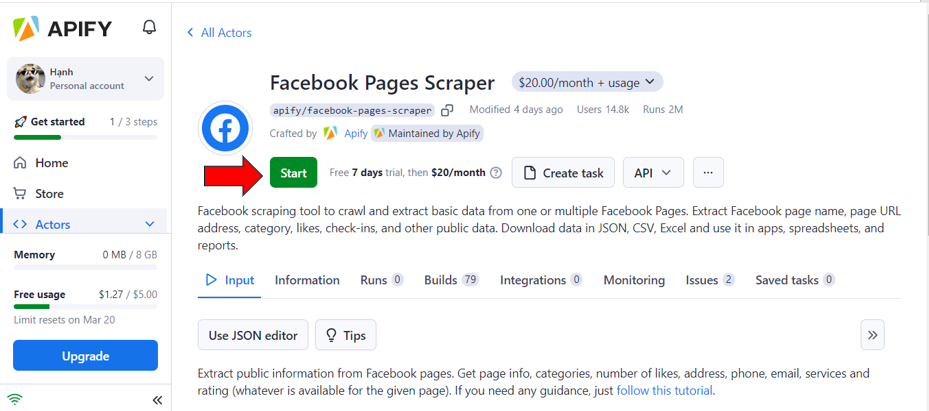 APIFY
Hạnh
Personal account
Get started
1 / 3 steps
Home
Store
Actors
Memory
0 MB / 8 GB
Free usage
$1.27 / $5.00
Limit resets on Mar 20
Upgrade
All Actors
Facebook Pages Scraper
$20.00/month + usage
apify/facebook-pages-scraper
Modified 4 days ago
Users 14.8k
Runs 2M
Crafted by
Apify
Maintained by Apify
Start
Free 7 days trial, then $20/month
Create task
API
Facebook scraping tool to crawl and extract basic data from one or multiple Facebook Pages. Extract Facebook page name, page URL
address, category, likes, check-ins, and other public data. Download data in JSON, CSV, Excel and use it in apps, spreadsheets, and
reports.
Input
Information
Runs 0
Builds 79
Integrations 0
Monitoring
Issues 2
Saved tasks 0
Use JSON editor
Tips
Extract public information from Facebook pages. Get page info, categories, number of likes, address, phone, email, services and
rating (whatever is available for the given page). If you need any guidance, just follow this tutorial.